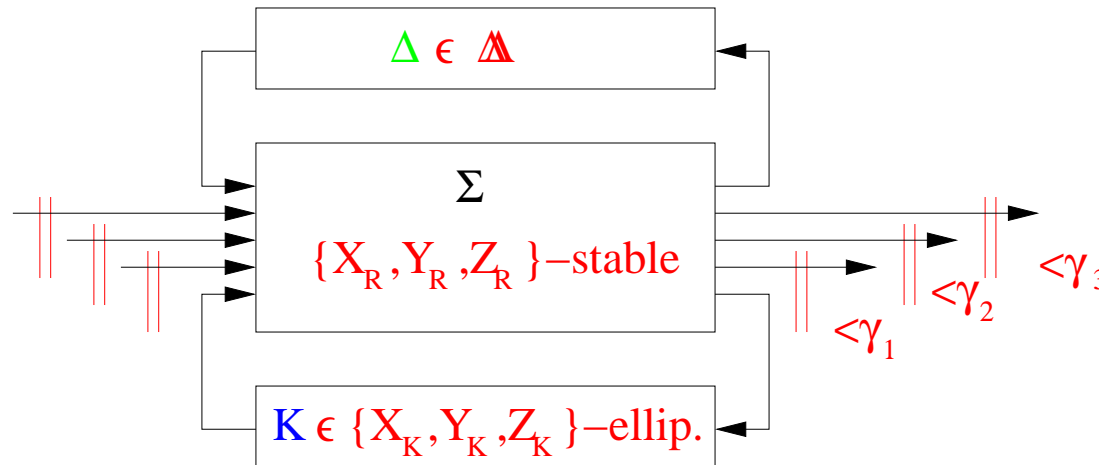 Δ ϵ 𝚫
Σ
{X_R,Y_R,Z_R}−stable
<γ_3
<γ_2
<γ_1
K ϵ {X_K,Y_K,Z_K}−ellip.